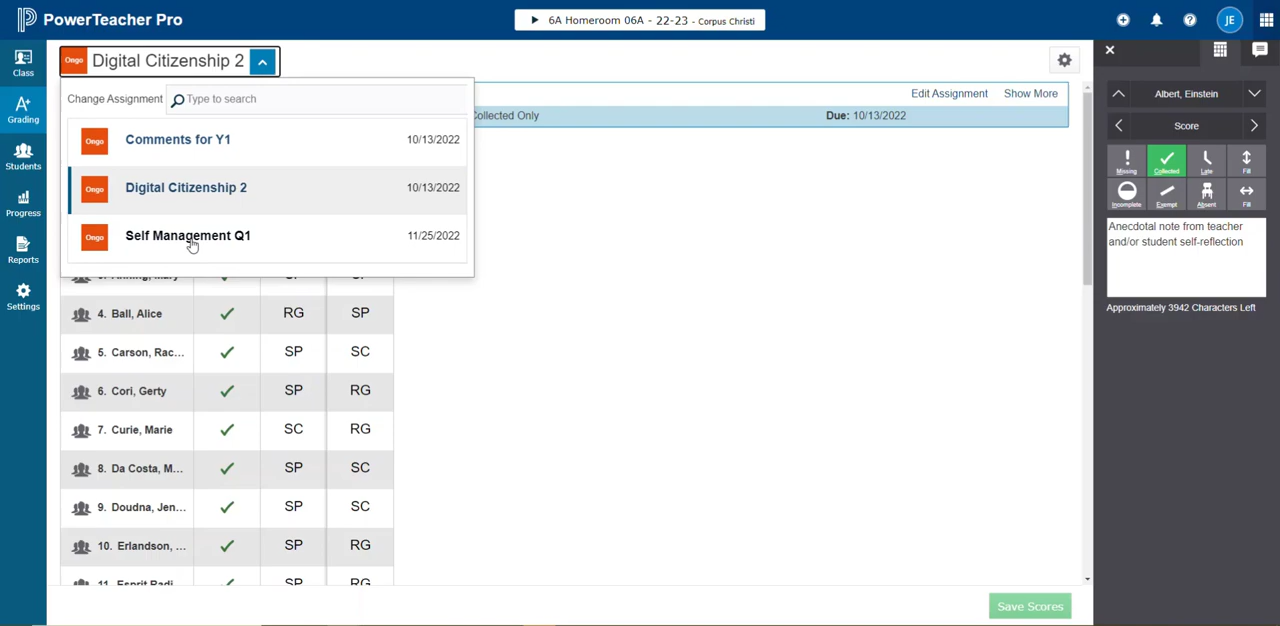 PowerTeacher Pro
6A Homeroom 06A - 22-23 - Corpus Christi
JE
Class
Grading
Students
Progress
Reports
Settings
Ongo Digital Citizenship 2
Change Assignment Type to search
Ongo Comments for Y1 10/13/2022
Ongo Digital Citizenship 2 10/13/2022
Ongo Self Management Q1 11/25/2022
Edit Assignment Show More
Collected Only Due: 10/13/2022
4. Ball, Alice RG SP
5. Carson, Rac... SP SC
6. Cori, Gerty SP RG
7. Curie, Marie SC RG
8. Da Costa, M... SP SC
9. Doudna, Jen... SP SC
10. Erlandson, ... SP RG
11. Esprit Radi SP RG
Save Scores
Albert, Einstein
Score
Missing Collected Late Fill
Incomplete Exempt Absent Fill
Anecdotal note from teacher
and/or student self-reflection
Approximately 3942 Characters Left